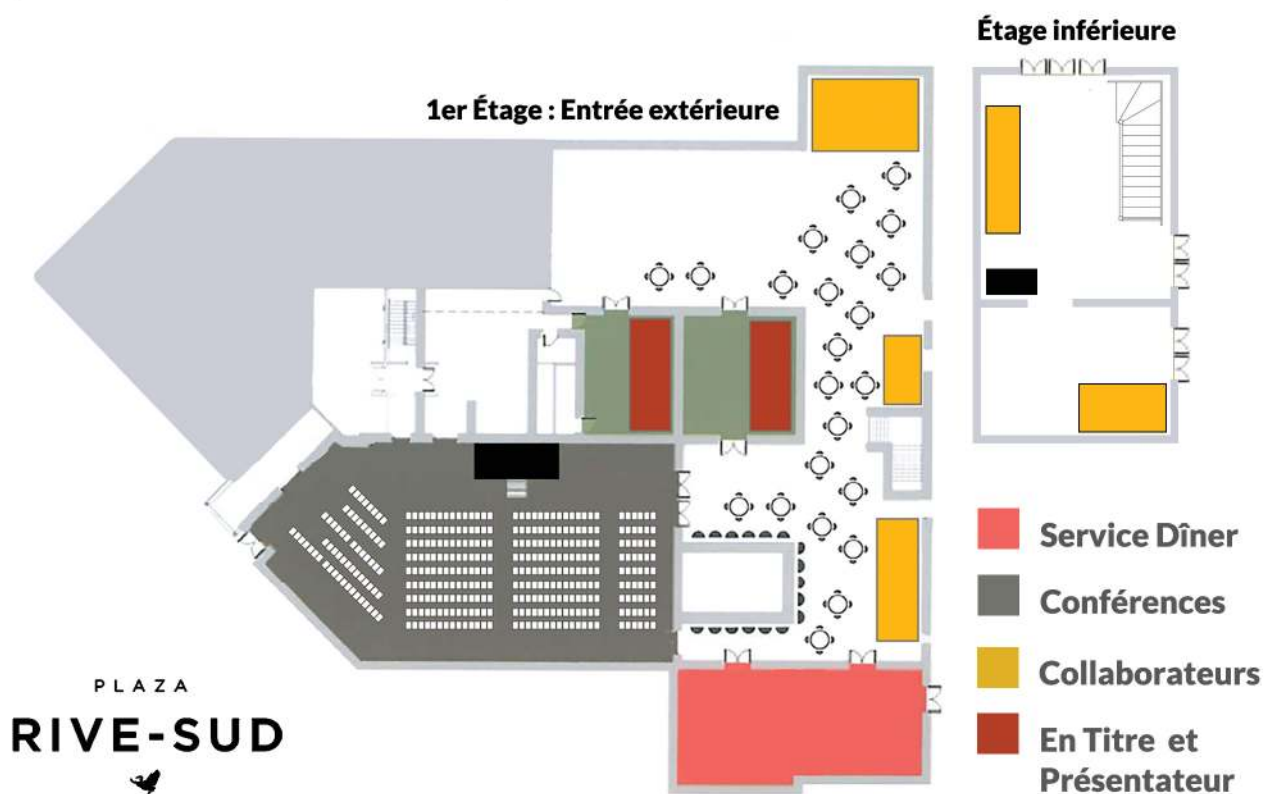 Étage inférieure
1er Étage : Entrée extérieure
Service Dîner
Conférences
Collaborateurs
En Titre et
Présentateur
PLAZA
RIVE-SUD